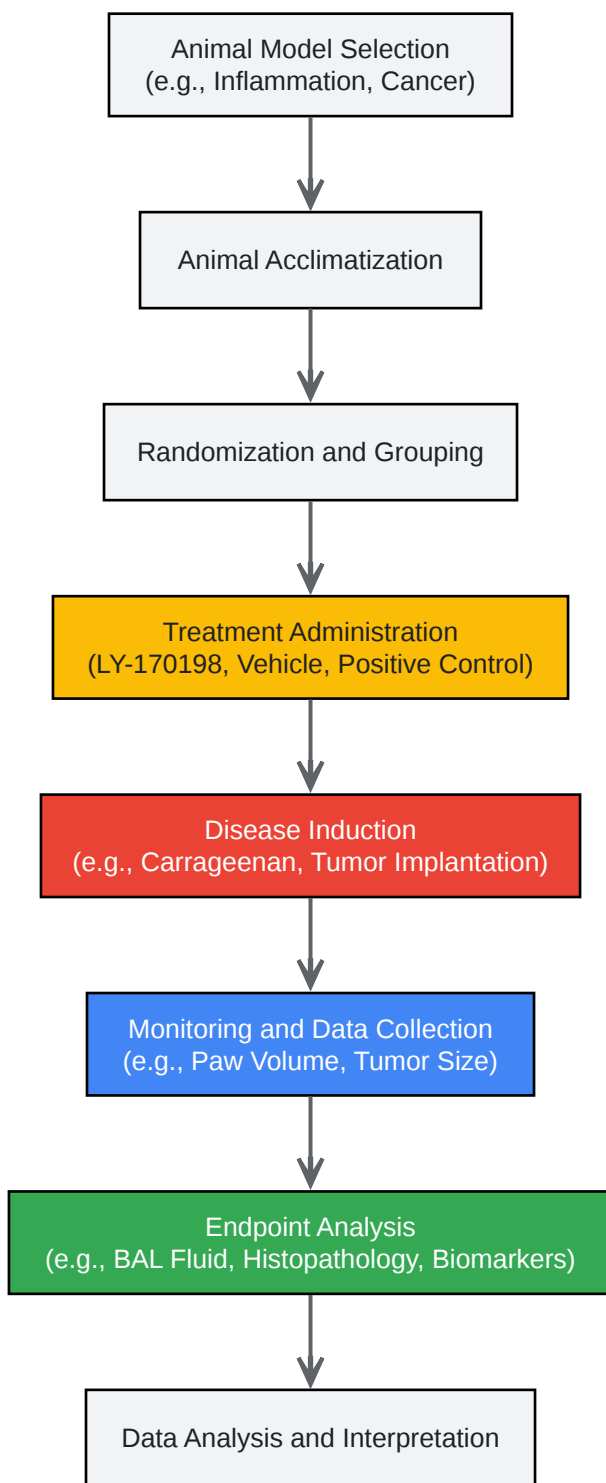 Animal Model Selection
(e.g., Inflammation, Cancer)
Animal Acclimatization
Randomization and Grouping
Treatment Administration
(LY-170198, Vehicle, Positive Control)
Disease Induction
(e.g., Carrageenan, Tumor Implantation)
Monitoring and Data Collection
(e.g., Paw Volume, Tumor Size)
Endpoint Analysis
(e.g., BAL Fluid, Histopathology, Biomarkers)
Data Analysis and Interpretation